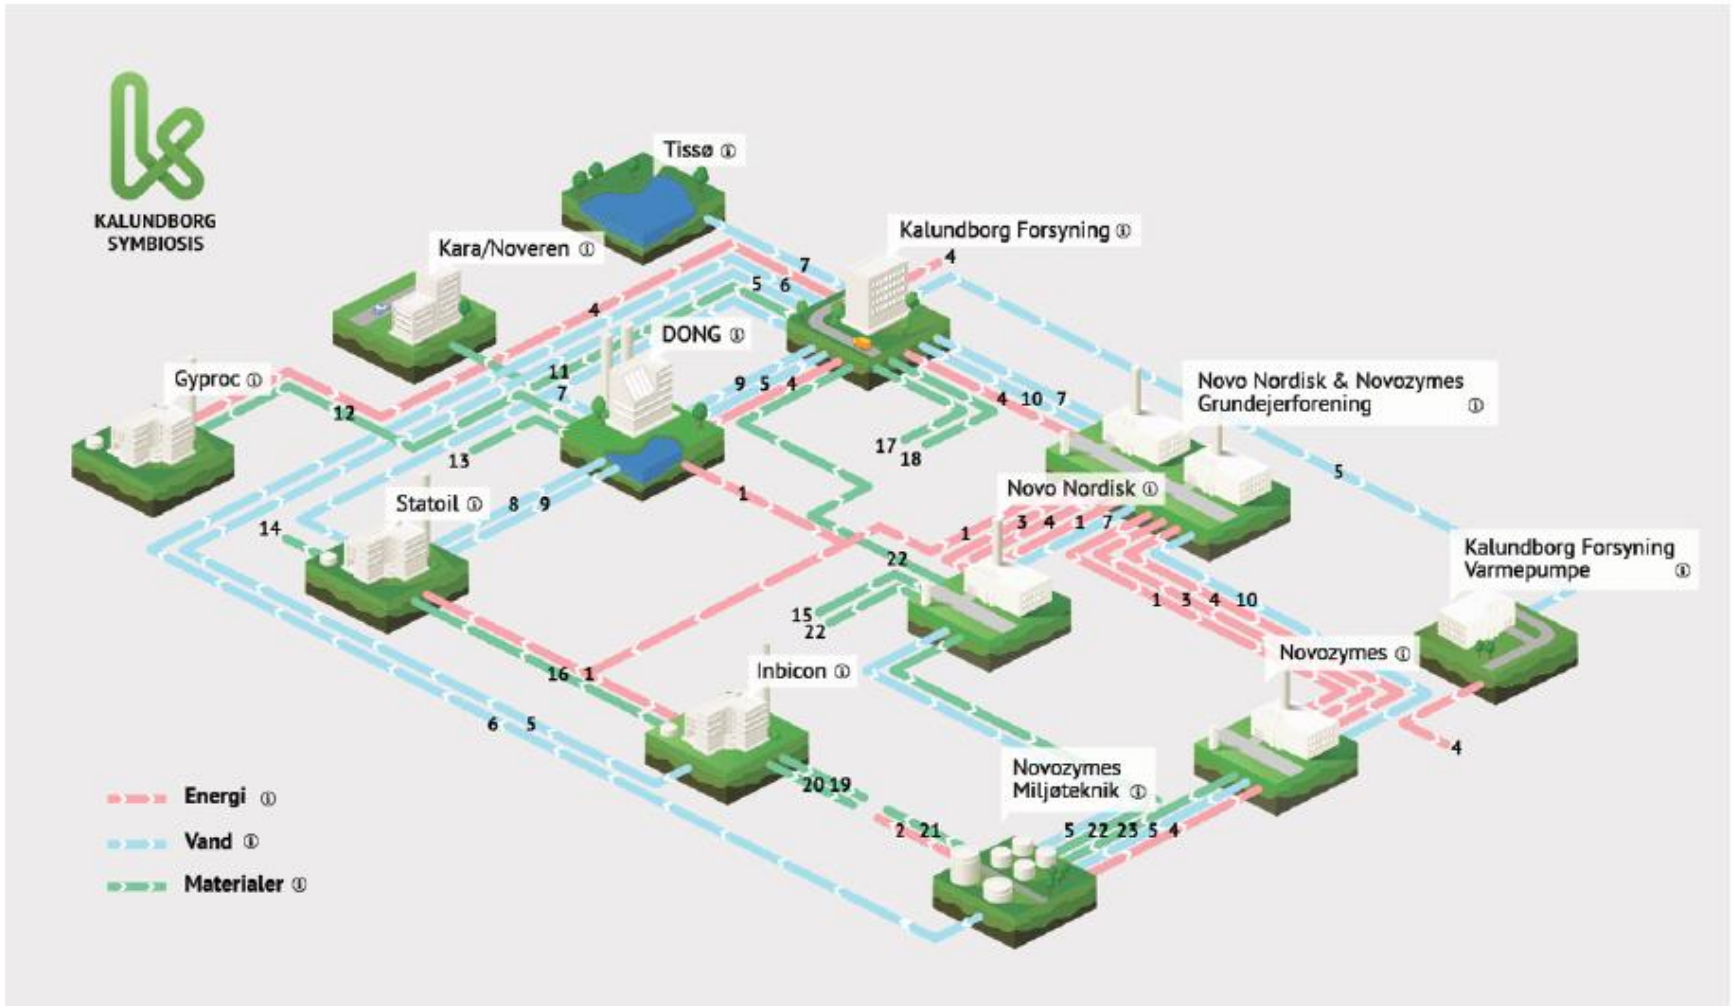 KALUNDBORG
SYMBIOSIS
Tissø
Kalundborg Forsyning
Kara/Noveren
4
7
5
6
4
DONG
Gyproc
11
7
12
9 5 4
Novo Nordisk & Novozymes
Grundejerforening
4 10 7
17
18
13
5
Statoil
8 9
1
Novo Nordisk
14
1
3 4 1 7
22
Kalundborg Forsyning
Varmepumpe
15
22
1 3 4 10
Inbicon
Novozymes
16 1
6 5
4
Novozymes
Miljøteknik
20 19
2 21
5 22 23 5 4
Energi
Vand
Materialer